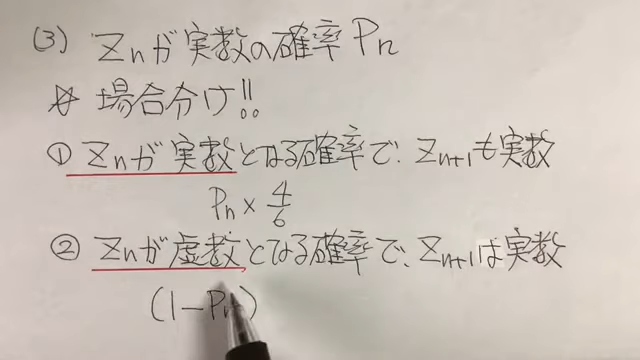 (3) Znが実数の確率Pn
☆ 場合分け!!
① Znが実数となる確率で、Zn+1も実数
Pn × 4/6
② Znが虚数となる確率で、Zn+1は実数
(1-Pn)